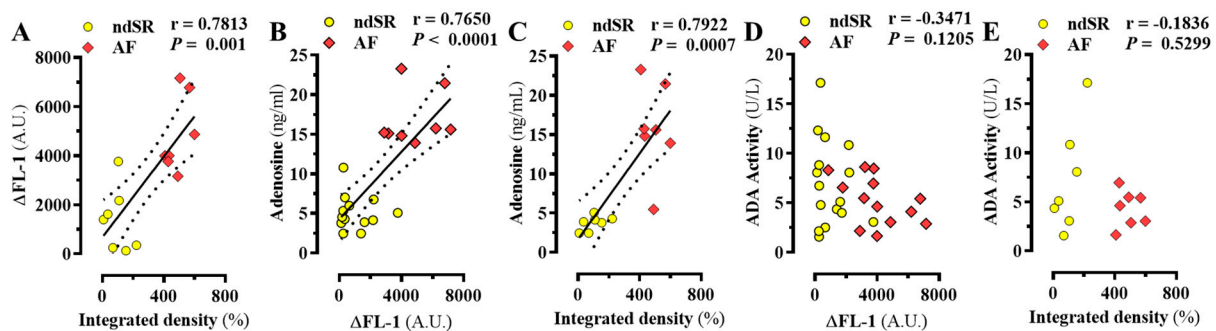 A
ndSR r = 0.7813
AF P = 0.001
8000
6000
4000
2000
0
ΔFL-1 (A.U.)
0 400 800
Integrated density (%)
B
ndSR r = 0.7650
AF P < 0.0001
25
20
15
10
5
0
Adenosine (ng/ml)
0 4000 8000
ΔFL-1 (A.U.)
C
ndSR r = 0.7922
AF P = 0.0007
25
20
15
10
5
0
Adenosine (ng/mL)
0 400 800
Integrated density (%)
D
ndSR r = -0.3471
AF P = 0.1205
20
15
10
5
0
ADA Activity (U/L)
0 4000 8000
ΔFL-1 (A.U.)
E
ndSR r = -0.1836
AF P = 0.5299
20
15
10
5
0
ADA Activity (U/L)
0 400 800
Integrated density (%)